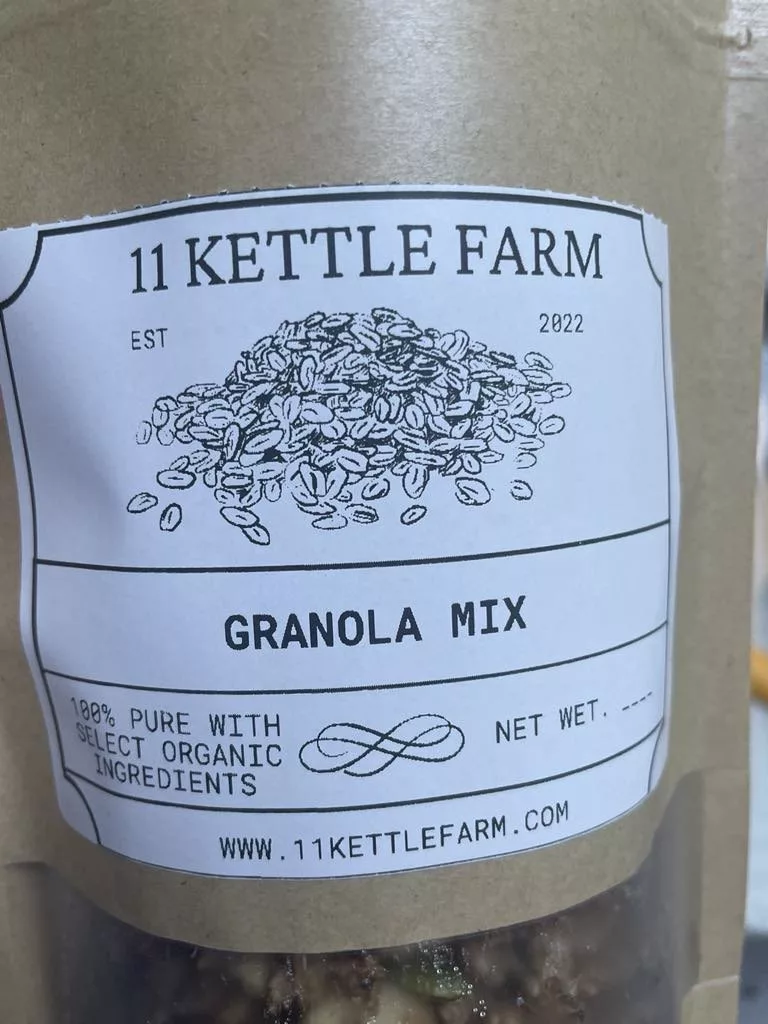 11 KETTLE FARM
EST 2022
GRANOLA MIX
100% PURE WITH
SELECT ORGANIC
INGREDIENTS
NET WET. ----
WWW.11KETTLEFARM.COM